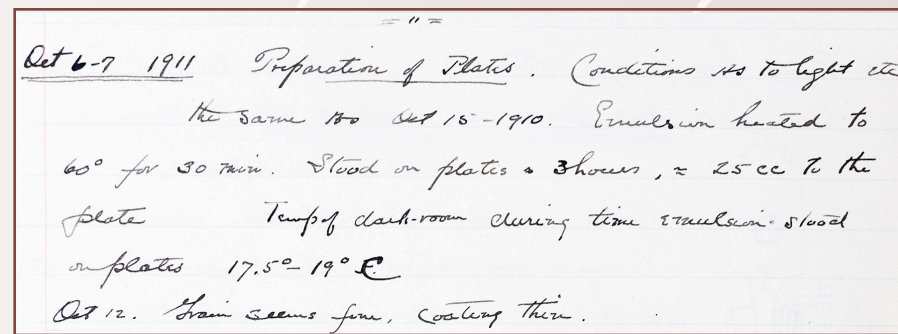 = " =
Oct 6-7 1911 Preparation of Plates. Conditions as to light etc
the same as Oct 15-1910. Emulsion heated to
60° for 30 min. Stood on plates 3 hours, = 25 cc to the
plate Temp of dark-room during time emulsion stood
on plates 17.5°-19° C
Oct 12. Grain seems fine, coating thin.